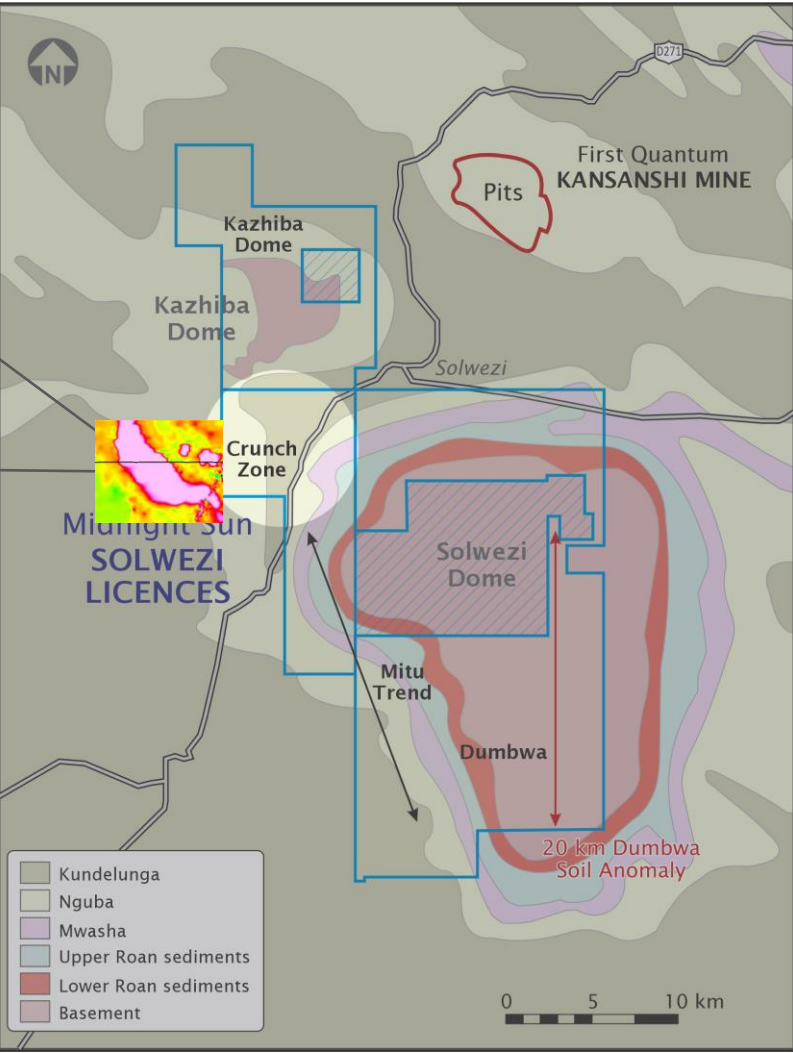 N
D271
First Quantum
KANSANSHI MINE
Pits
Kazhiba
Dome
Kazhiba
Dome
Solwezi
Crunch
Zone
Midnight Sun
SOLWEZI
LICENCES
Solwezi
Dome
Mitu
Trend
Dumbwa
20 km Dumbwa
Soil Anomaly
Kundelunga
Nguba
Mwasha
Upper Roan sediments
Lower Roan sediments
Basement
0 5 10 km